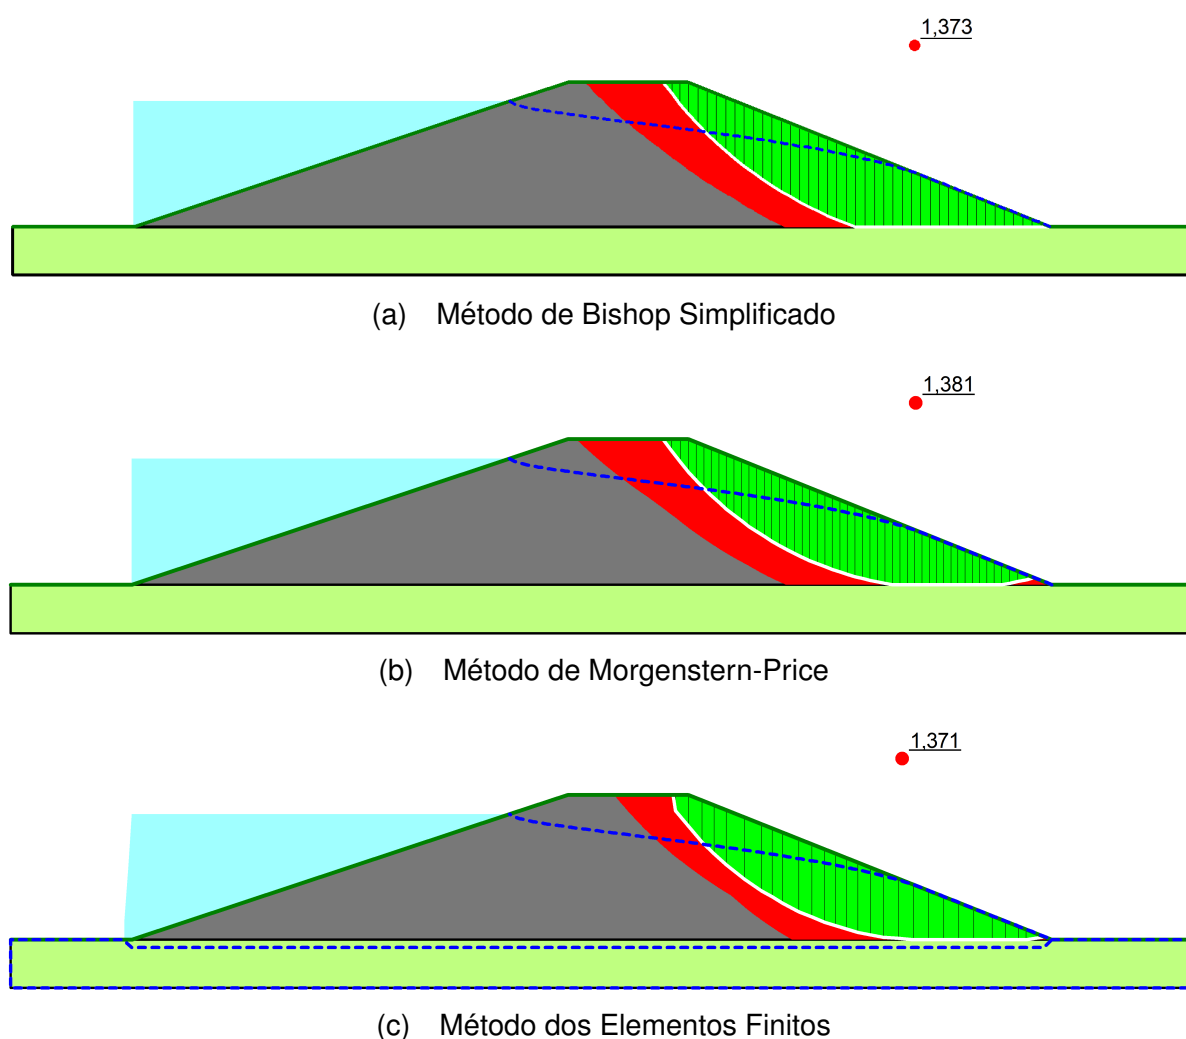 1,373
(a) Método de Bishop Simplificado
1,381
(b) Método de Morgenstern-Price
1,371
(c) Método dos Elementos Finitos